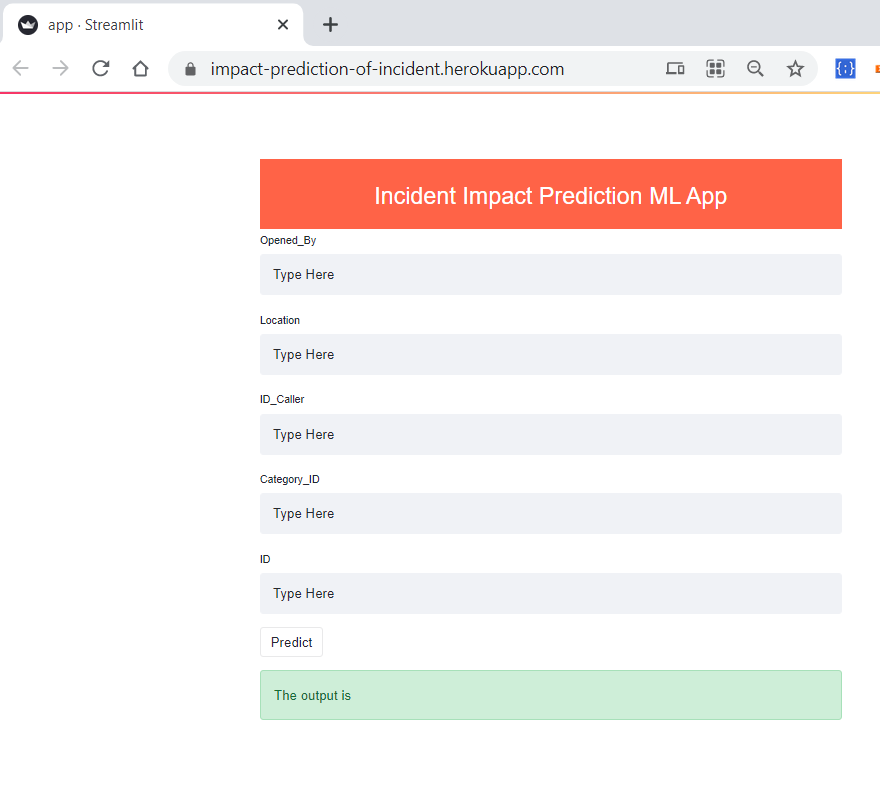 app · Streamlit
impact-prediction-of-incident.herokuapp.com
{;}
Incident Impact Prediction ML App
Opened_By
Type Here
Location
Type Here
ID_Caller
Type Here
Category_ID
Type Here
ID
Type Here
Predict
The output is